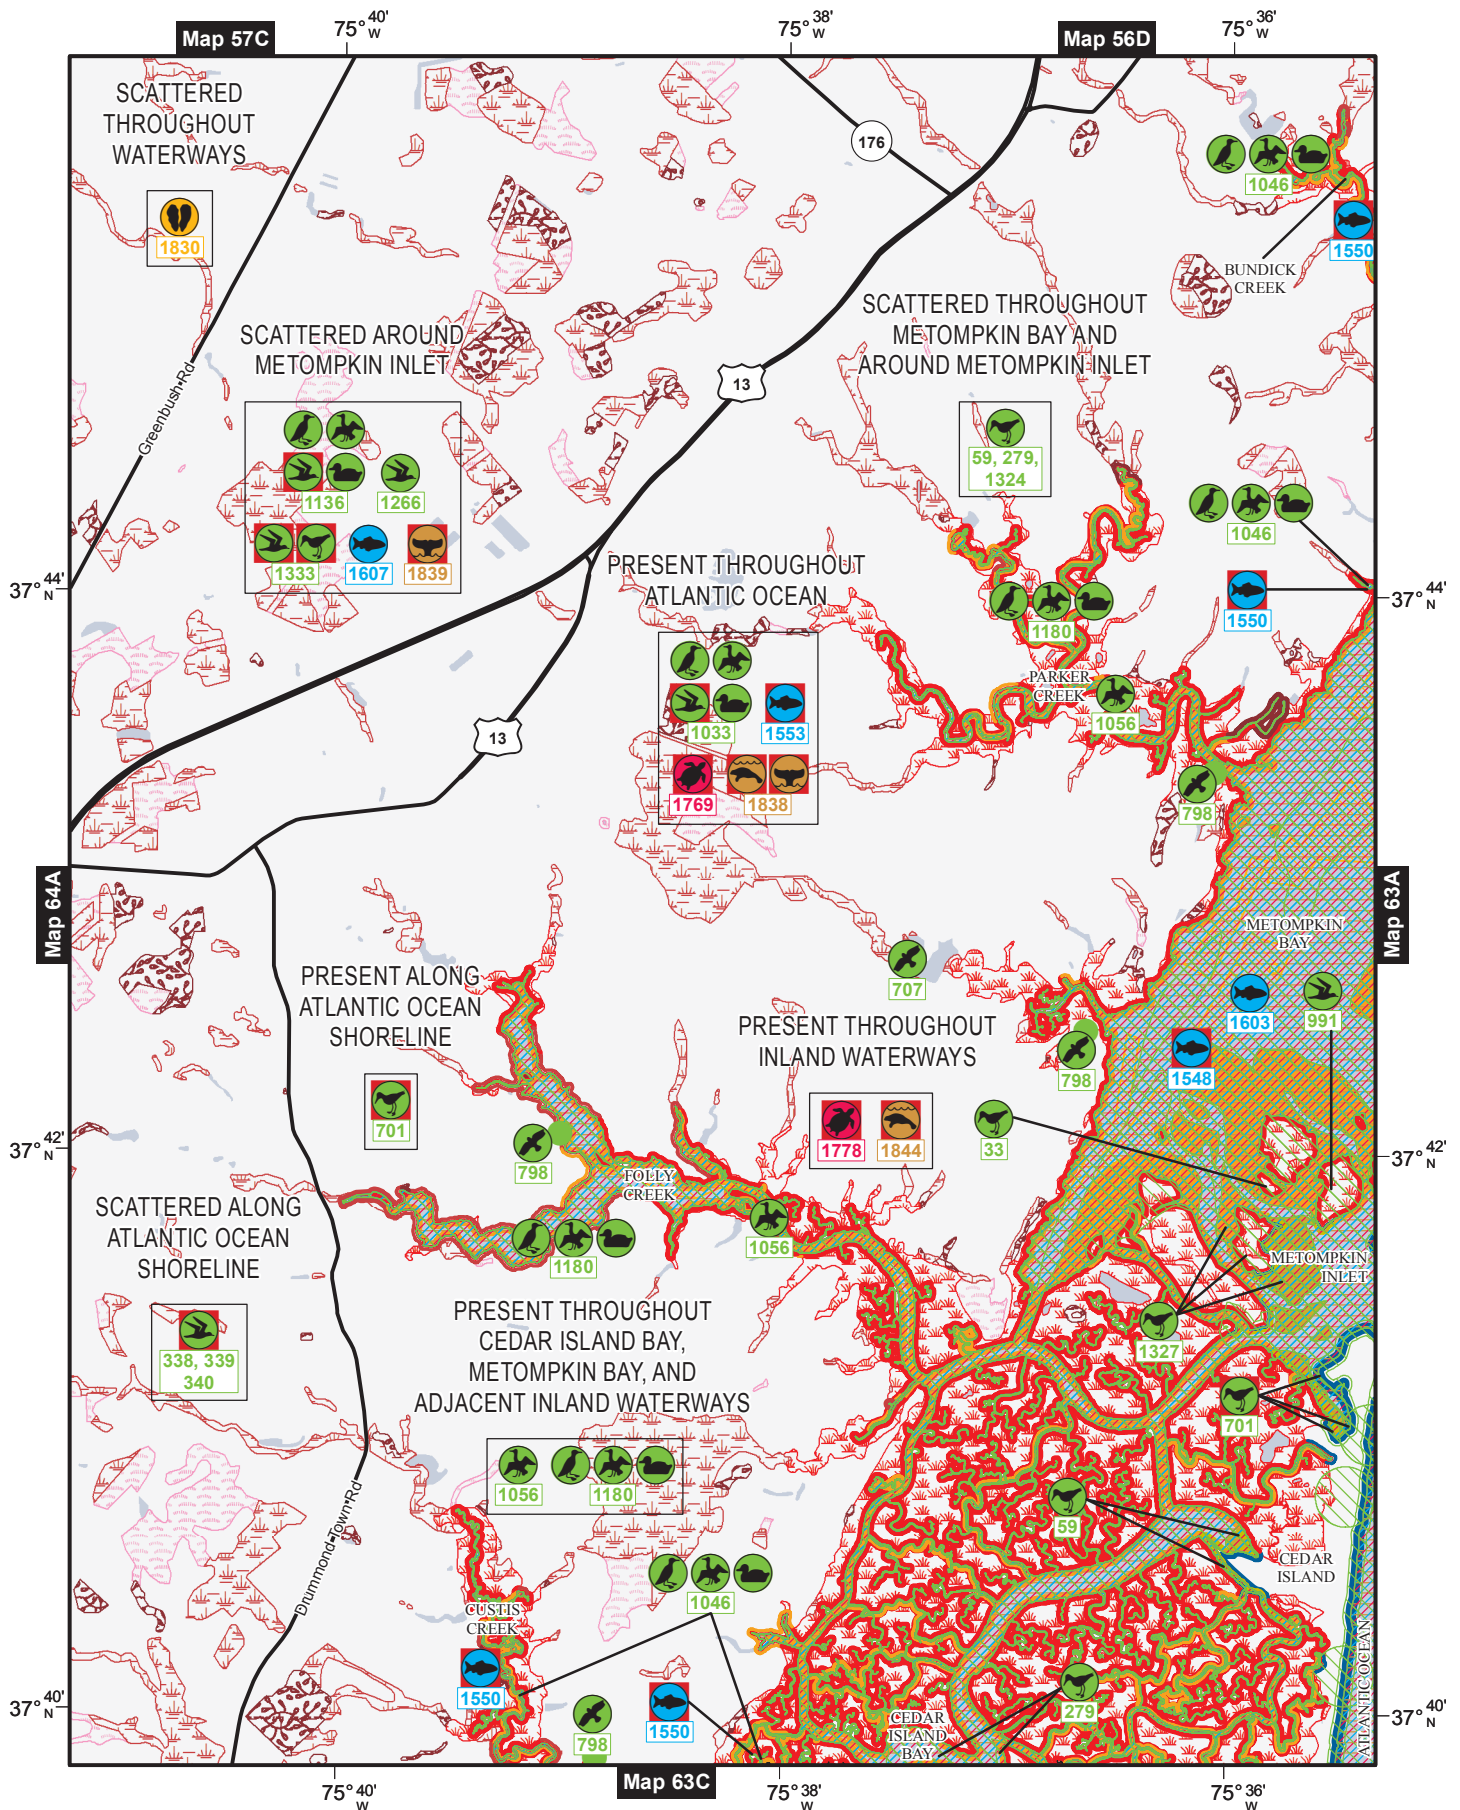 75° 40' W
75° 38' W
75° 36' W
Map 57C
Map 56D
SCATTERED
THROUGHOUT
WATERWAYS
1830
176
1046
1550
BUNDICK
CREEK
Greenbush Rd
SCATTERED AROUND
METOMPKIN INLET
1136
1266
1333
1607
1839
13
SCATTERED THROUGHOUT
METOMPKIN BAY AND
AROUND METOMPKIN INLET
59, 279,
1324
1046
1550
37° 44' N
37° 44' N
PRESENT THROUGHOUT
ATLANTIC OCEAN
1033
1553
1769
1838
1180
PARKER
CREEK
1056
798
13
Map 64A
Map 63A
METOMPKIN
BAY
1603
991
1548
707
PRESENT ALONG
ATLANTIC OCEAN
SHORELINE
701
PRESENT THROUGHOUT
INLAND WATERWAYS
1778
1844
798
33
37° 42' N
37° 42' N
798
FOLLY
CREEK
1180
1056
SCATTERED ALONG
ATLANTIC OCEAN
SHORELINE
338, 339
340
METOMPKIN
INLET
1327
701
PRESENT THROUGHOUT
CEDAR ISLAND BAY,
METOMPKIN BAY, AND
ADJACENT INLAND WATERWAYS
1056
1180
59
CEDAR
ISLAND
Drummond Town Rd
1046
CUSTIS
CREEK
1550
798
1550
279
CEDAR
ISLAND
BAY
ATLANTIC OCEAN
37° 40' N
37° 40' N
Map 63C
75° 40' W
75° 38' W
75° 36' W